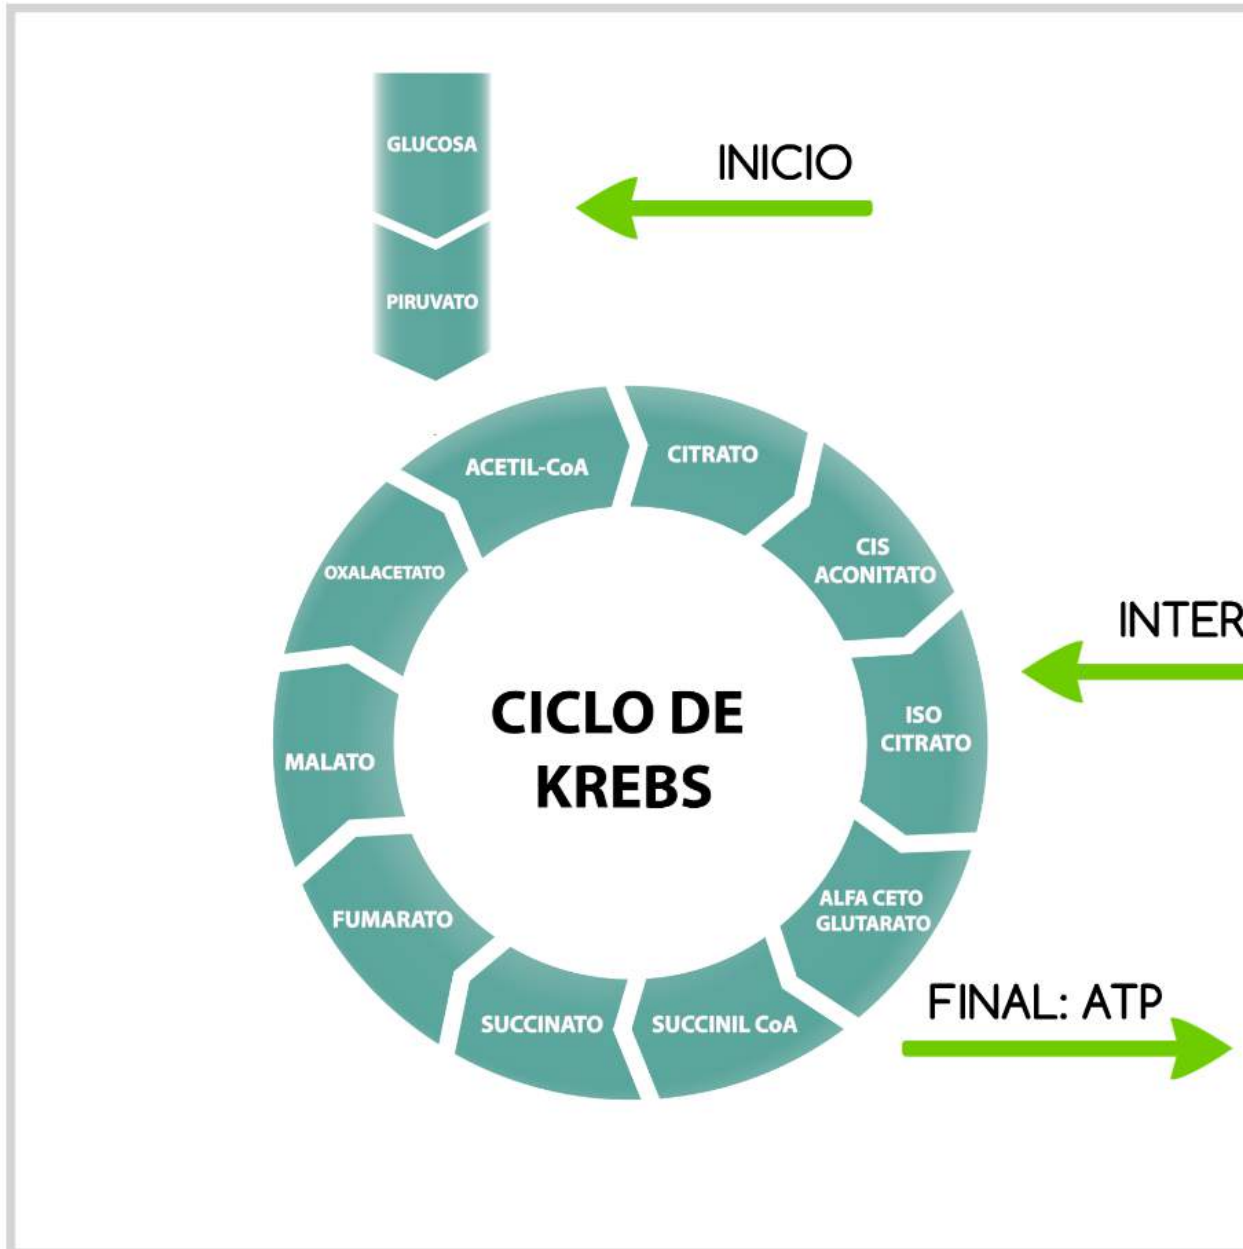 GLUCOSA
INICIO
PIRUVATO
ACETIL-CoA
CITRATO
CIS
ACONITATO
OXALACETATO
INTER
CICLO DE
KREBS
ISO
CITRATO
MALATO
ALFA CETO
GLUTARATO
FUMARATO
FINAL: ATP
SUCCINATO
SUCCINIL CoA